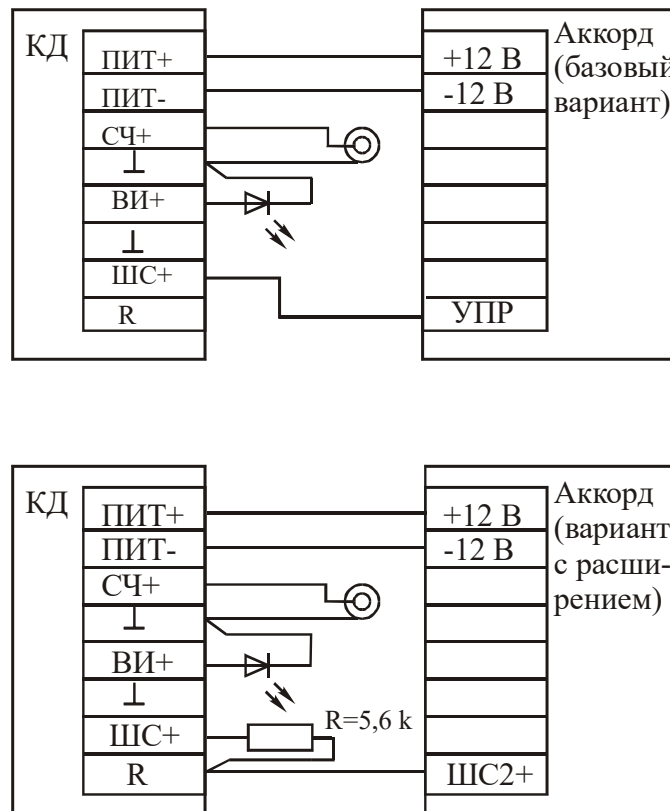 КД
ПИТ+
ПИТ-
СЧ+
⊥
ВИ+
⊥
ШС+
R
+12 В
-12 В
УПР
Аккорд
(базовый
вариант)
КД
ПИТ+
ПИТ-
СЧ+
⊥
ВИ+
⊥
ШС+
R
R=5,6 k
+12 В
-12 В
ШС2+
Аккорд
(вариант
с расши-
рением)